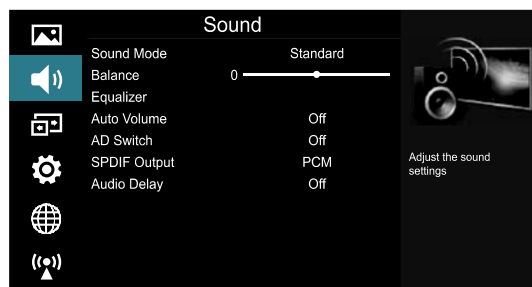 Sound
Sound Mode Standard
Balance 0
Equalizer
Auto Volume Off
AD Switch Off
SPDIF Output PCM
Audio Delay Off
Adjust the sound
settings